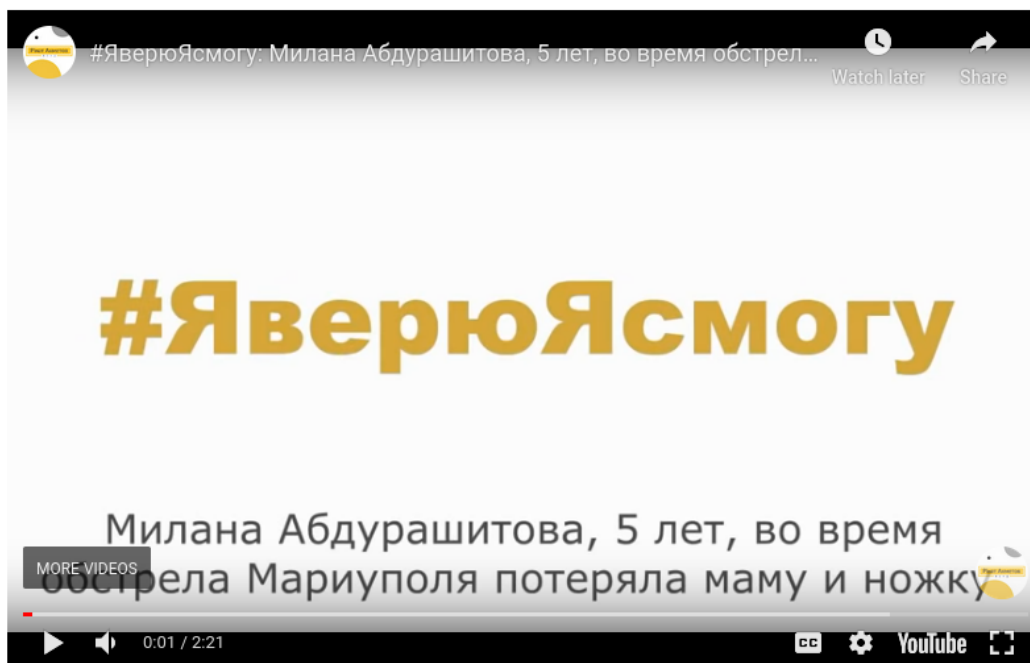 #ЯверюЯсмогу: Милана Абдурашитова, 5 лет, во время обстрел...
Watch later
Share
#ЯверюЯсмогу
Милана Абдурашитова, 5 лет, во время
обстрела Мариуполя потеряла маму и ножку
MORE VIDEOS
0:01 / 2:21
CC
YouTube